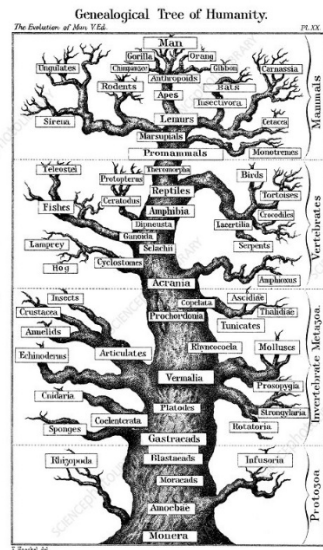 Genealogical Tree of Humanity.
The Evolution of Man V.Ed.
PL.XX.
Man
Gorilla
Orang
Chimpanzee
Gibbon
Anthropoids
Apes
Ungulates
Carnassia
Rodents
Bats
Insectivora
Lemurs
Sirena
Cetacea
Marsupials
Promammals
Monotremes
Mammals
Teleostei
Theromorpha
Birds
Protopterus
Reptiles
Tortoises
Ceratodus
Fishes
Amphibia
Crocodiles
Dipneusta
Lacertilia
Ganoids
Serpents
Lamprey
Selachii
Cyclostomes
Hog
Amphioxus
Acrania
Vertebrates
Insects
Copelata
Ascidiae
Crustacea
Prochordonia
Thalidiae
Tunicates
Annelids
Rhyncocoela
Molluscs
Echinoderms
Articulates
Vermalia
Prosopygia
Cnidaria
Platodes
Strongylaria
Coelenterata
Rotatoria
Sponges
Gastraeads
Invertebrate Metazoa.
Blastaeads
Rhizopods
Infusoria
Moraeads
Amoebae
Monera
Protozoa